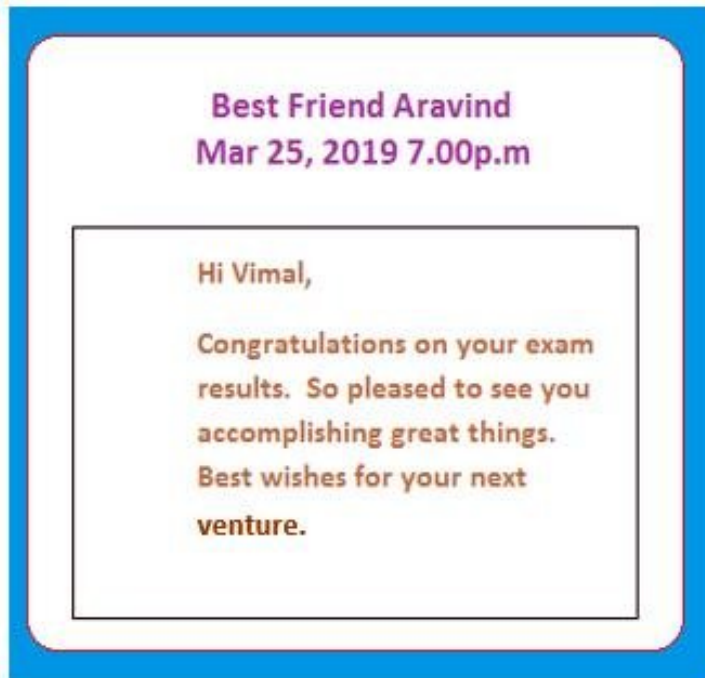 Best Friend Aravind
Mar 25, 2019 7.00p.m
Hi Vimal,
Congratulations on your exam
results.  So pleased to see you
accomplishing great things.
Best wishes for your next
venture.